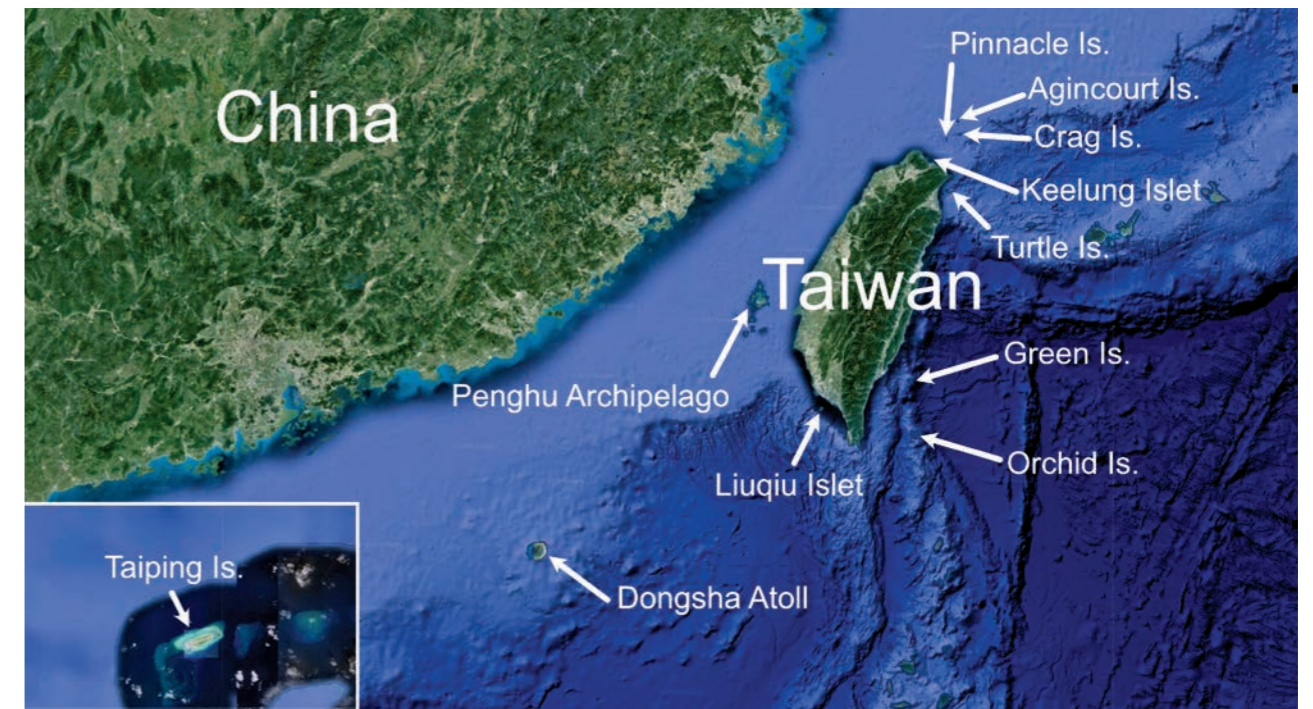 Pinnacle Is.
Agincourt Is.
China
Crag Is.
Keelung Islet
Turtle Is.
Taiwan
Green Is.
Penghu Archipelago
Orchid Is.
Liuqiu Islet
Taiping Is.
Dongsha Atoll